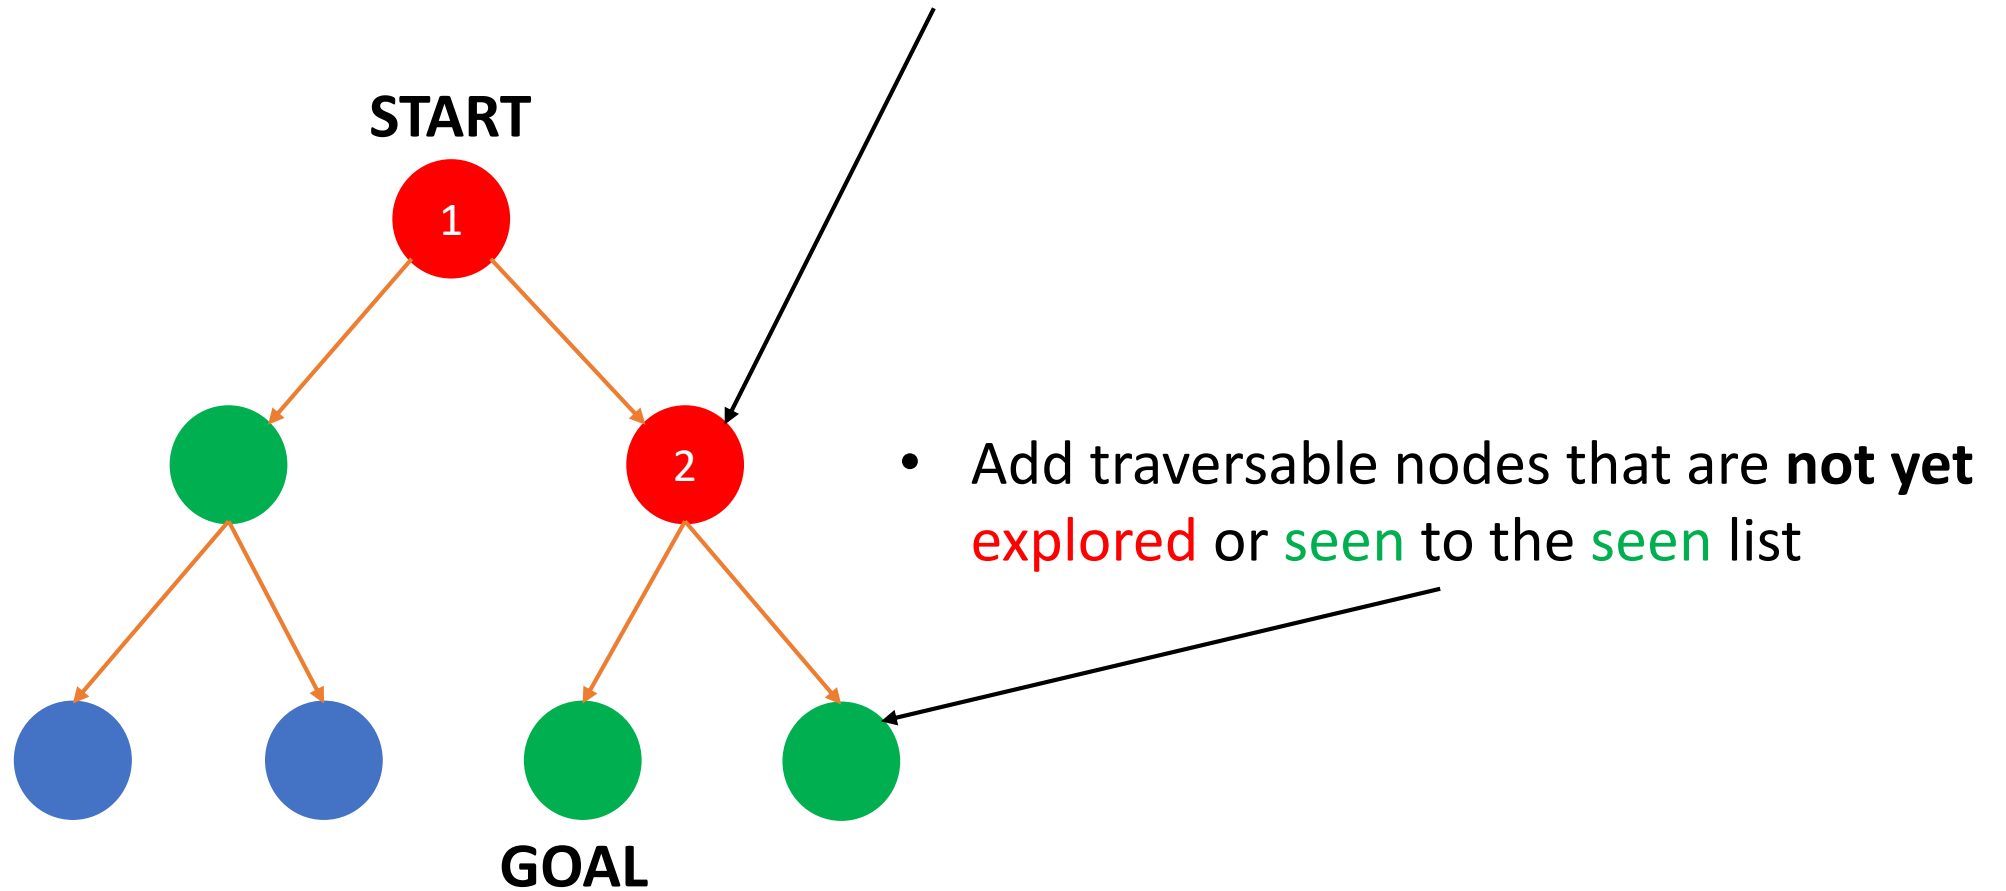 START
1
2
• Add traversable nodes that are not yet
explored or seen to the seen list
GOAL